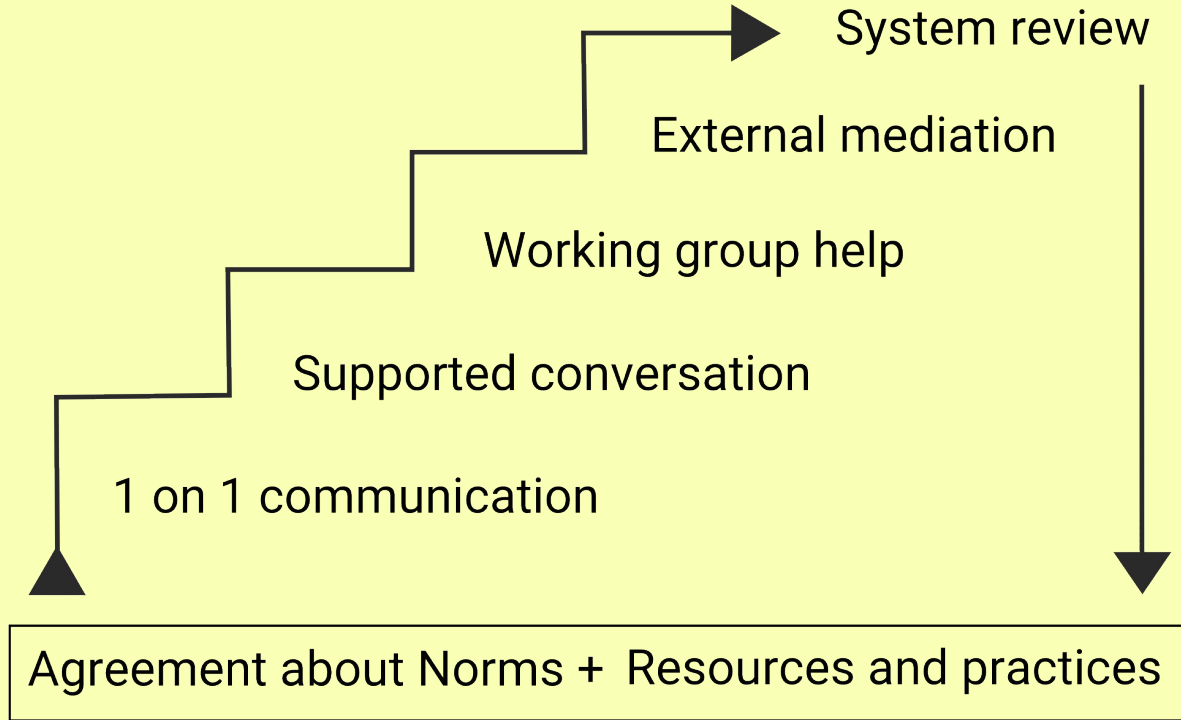 System review
External mediation
Working group help
Supported conversation
1 on 1 communication
Agreement about Norms + Resources and practices